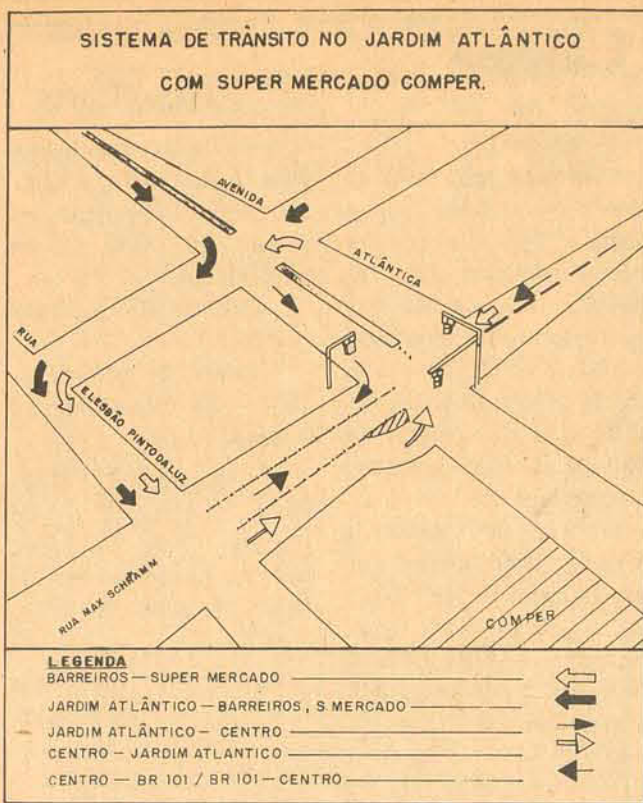 SISTEMA DE TRÂNSITO NO JARDIM ATLÂNTICO
COM SUPER MERCADO COMPER.
AVENIDA
ATLÂNTICA
RUA
ELESBÃO PINTO DA LUZ
RUA MAX SCHRAMM
COMPER
LEGENDA
BARREIROS — SUPER MERCADO
JARDIM ATLÂNTICO — BARREIROS, S. MERCADO
JARDIM ATLÂNTICO — CENTRO
CENTRO — JARDIM ATLANTICO
CENTRO — BR 101 / BR 101 — CENTRO